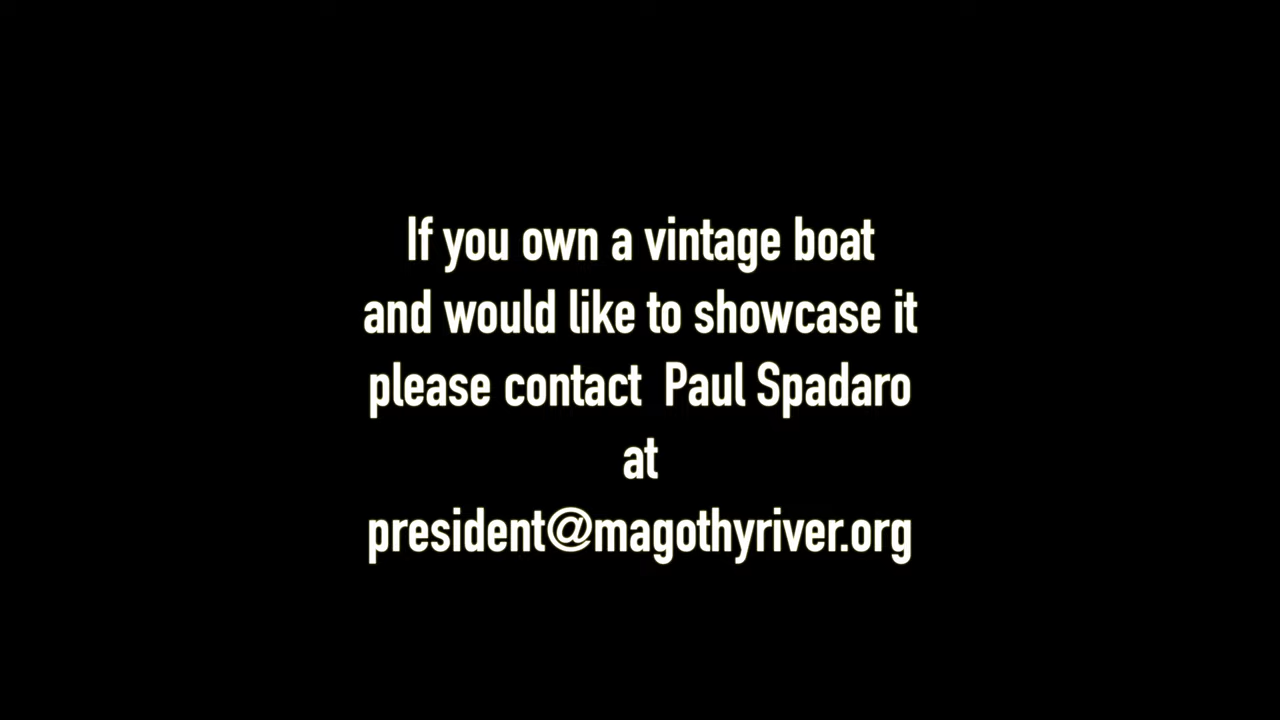 If you own a vintage boat
and would like to showcase it
please contact  Paul Spadaro
at
president@magothyriver.org